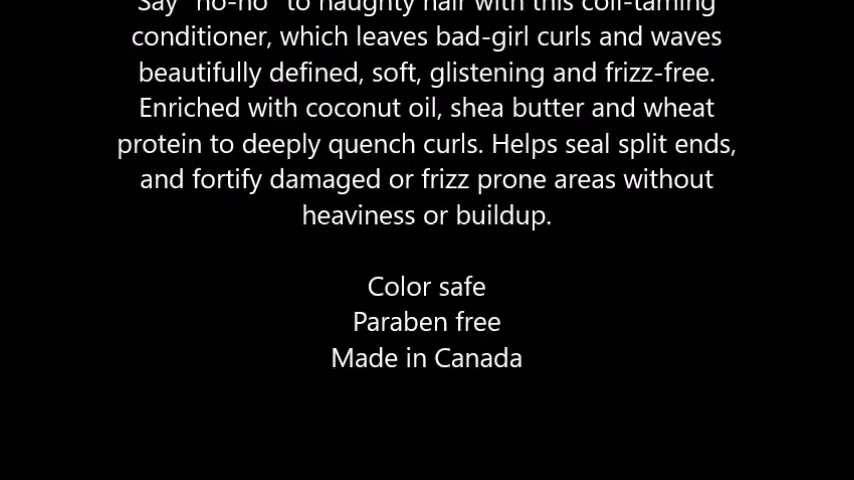 Say "no-no" to naughty hair with this coil-taming
conditioner, which leaves bad-girl curls and waves
beautifully defined, soft, glistening and frizz-free.
Enriched with coconut oil, shea butter and wheat
protein to deeply quench curls. Helps seal split ends,
and fortify damaged or frizz prone areas without
heaviness or buildup.
Color safe
Paraben free
Made in Canada